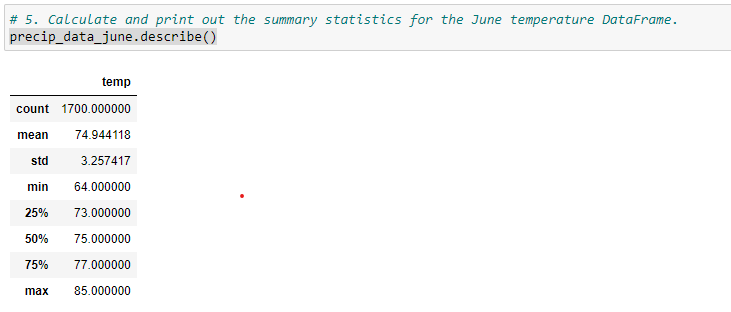 # 5. Calculate and print out the summary statistics for the June temperature DataFrame.
precip_data_june.describe()
temp
count 1700.000000
mean 74.944118
std 3.257417
min 64.000000
25% 73.000000
50% 75.000000
75% 77.000000
max 85.000000